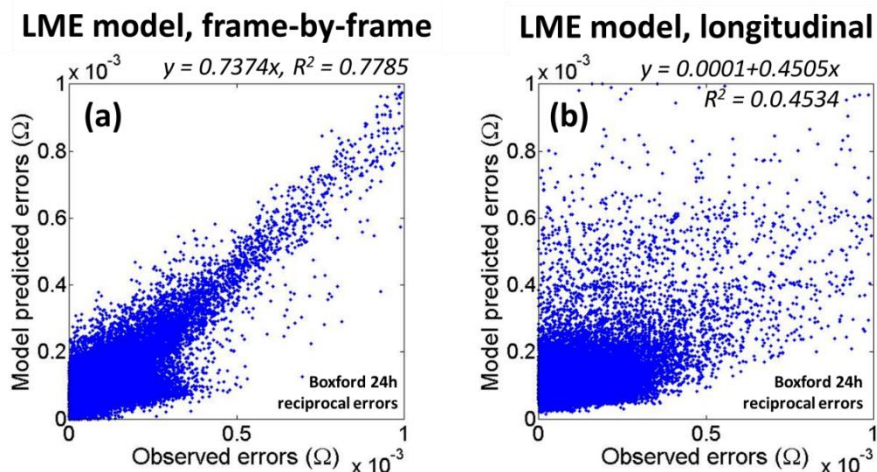 LME model, frame-by-frame
× 10⁻³
y = 0.7374x, R² = 0.7785
(a)
Model predicted errors (Ω)
1
0.8
0.6
0.4
0.2
0
0
0.5
1
Boxford 24h
reciprocal errors
Observed errors (Ω)
× 10⁻³
LME model, longitudinal
× 10⁻³
y = 0.0001+0.4505x
R² = 0.0.4534
(b)
Model predicted errors (Ω)
1
0.8
0.6
0.4
0.2
0
0
0.5
1
Boxford 24h
reciprocal errors
Observed errors (Ω)
× 10⁻³